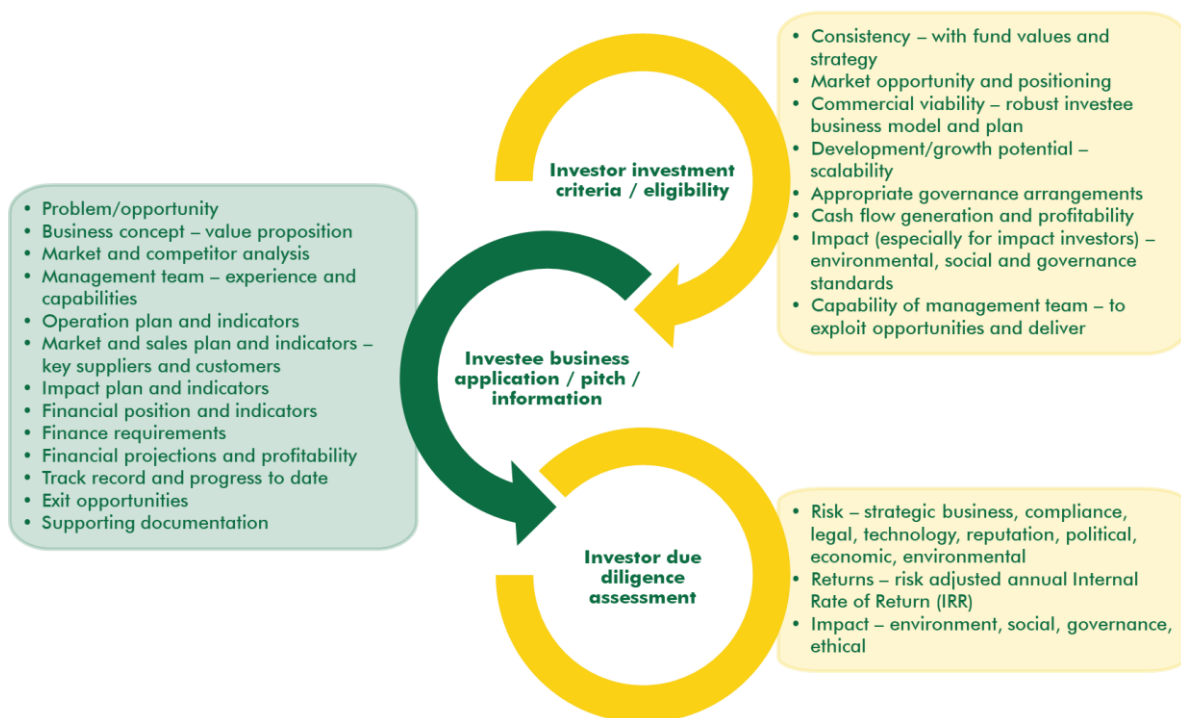 Investor investment
criteria / eligibility
• Consistency – with fund values and
strategy
• Market opportunity and positioning
• Commercial viability – robust investee
business model and plan
• Development/growth potential –
scalability
• Appropriate governance arrangements
• Cash flow generation and profitability
• Impact (especially for impact investors) –
environmental, social and governance
standards
• Capability of management team – to
exploit opportunities and deliver
• Problem/opportunity
• Business concept – value proposition
• Market and competitor analysis
• Management team – experience and
capabilities
• Operation plan and indicators
• Market and sales plan and indicators –
key suppliers and customers
• Impact plan and indicators
• Financial position and indicators
• Finance requirements
• Financial projections and profitability
• Track record and progress to date
• Exit opportunities
• Supporting documentation
Investee business
application / pitch /
information
Investor due
diligence
assessment
• Risk – strategic business, compliance,
legal, technology, reputation, political,
economic, environmental
• Returns – risk adjusted annual Internal
Rate of Return (IRR)
• Impact – environment, social, governance,
ethical